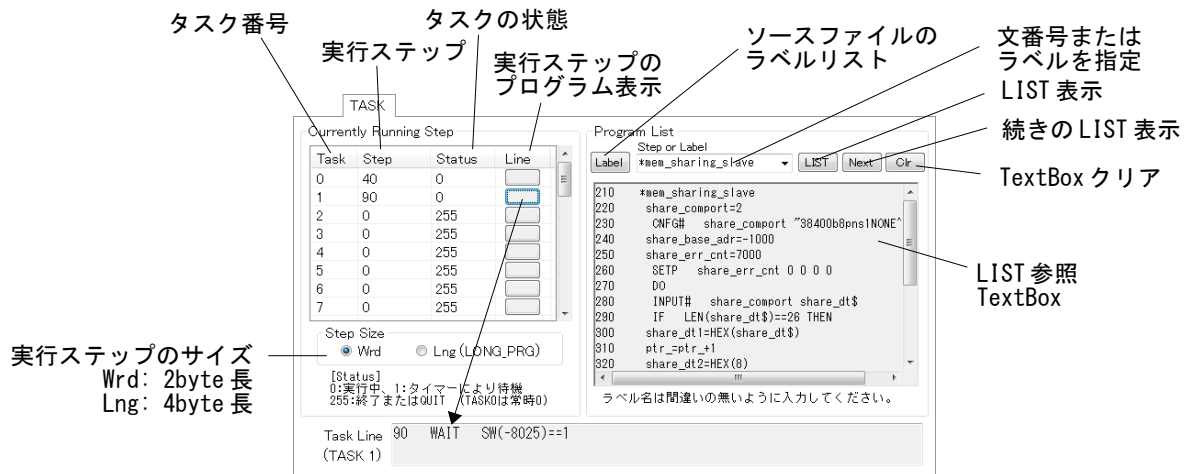 タスク番号
タスクの状態
実行ステップ
実行ステップの
プログラム表示
ソースファイルの
ラベルリスト
文番号または
ラベルを指定
LIST 表示
続きの LIST 表示
TextBox クリア
LIST 参照
TextBox
実行ステップのサイズ
Wrd: 2byte 長
Lng: 4byte 長
TASK
Currently Running Step
Task Step Status Line
0 40 0
1 90 0
2 0 255
3 0 255
4 0 255
5 0 255
6 0 255
7 0 255
Step Size
Wrd Lng(LONG_PRG)
[Status]
0:実行中、1:タイマーにより待機
255:終了またはQUIT (TASK0は常時0)
Program List
Step or Label
Label *mem_sharing_slave LIST Next Clr
210 *mem_sharing_slave
220 share_comport=2
230 CNFG# share_comport "38400b8pns1NONE"
240 share_base_adr=-1000
250 share_err_cnt=7000
260 SETP share_err_cnt 0 0 0 0
270 DO
280 INPUT# share_comport share_dt$
290 IF LEN(share_dt$)==26 THEN
300 share_dt1=HEX(share_dt$)
310 ptr_=ptr_+1
320 share_dt2=HEX(8)
ラベル名は間違いの無いように入力してください。
Task Line
(TASK 1)
90 WAIT SW(-8025)==1